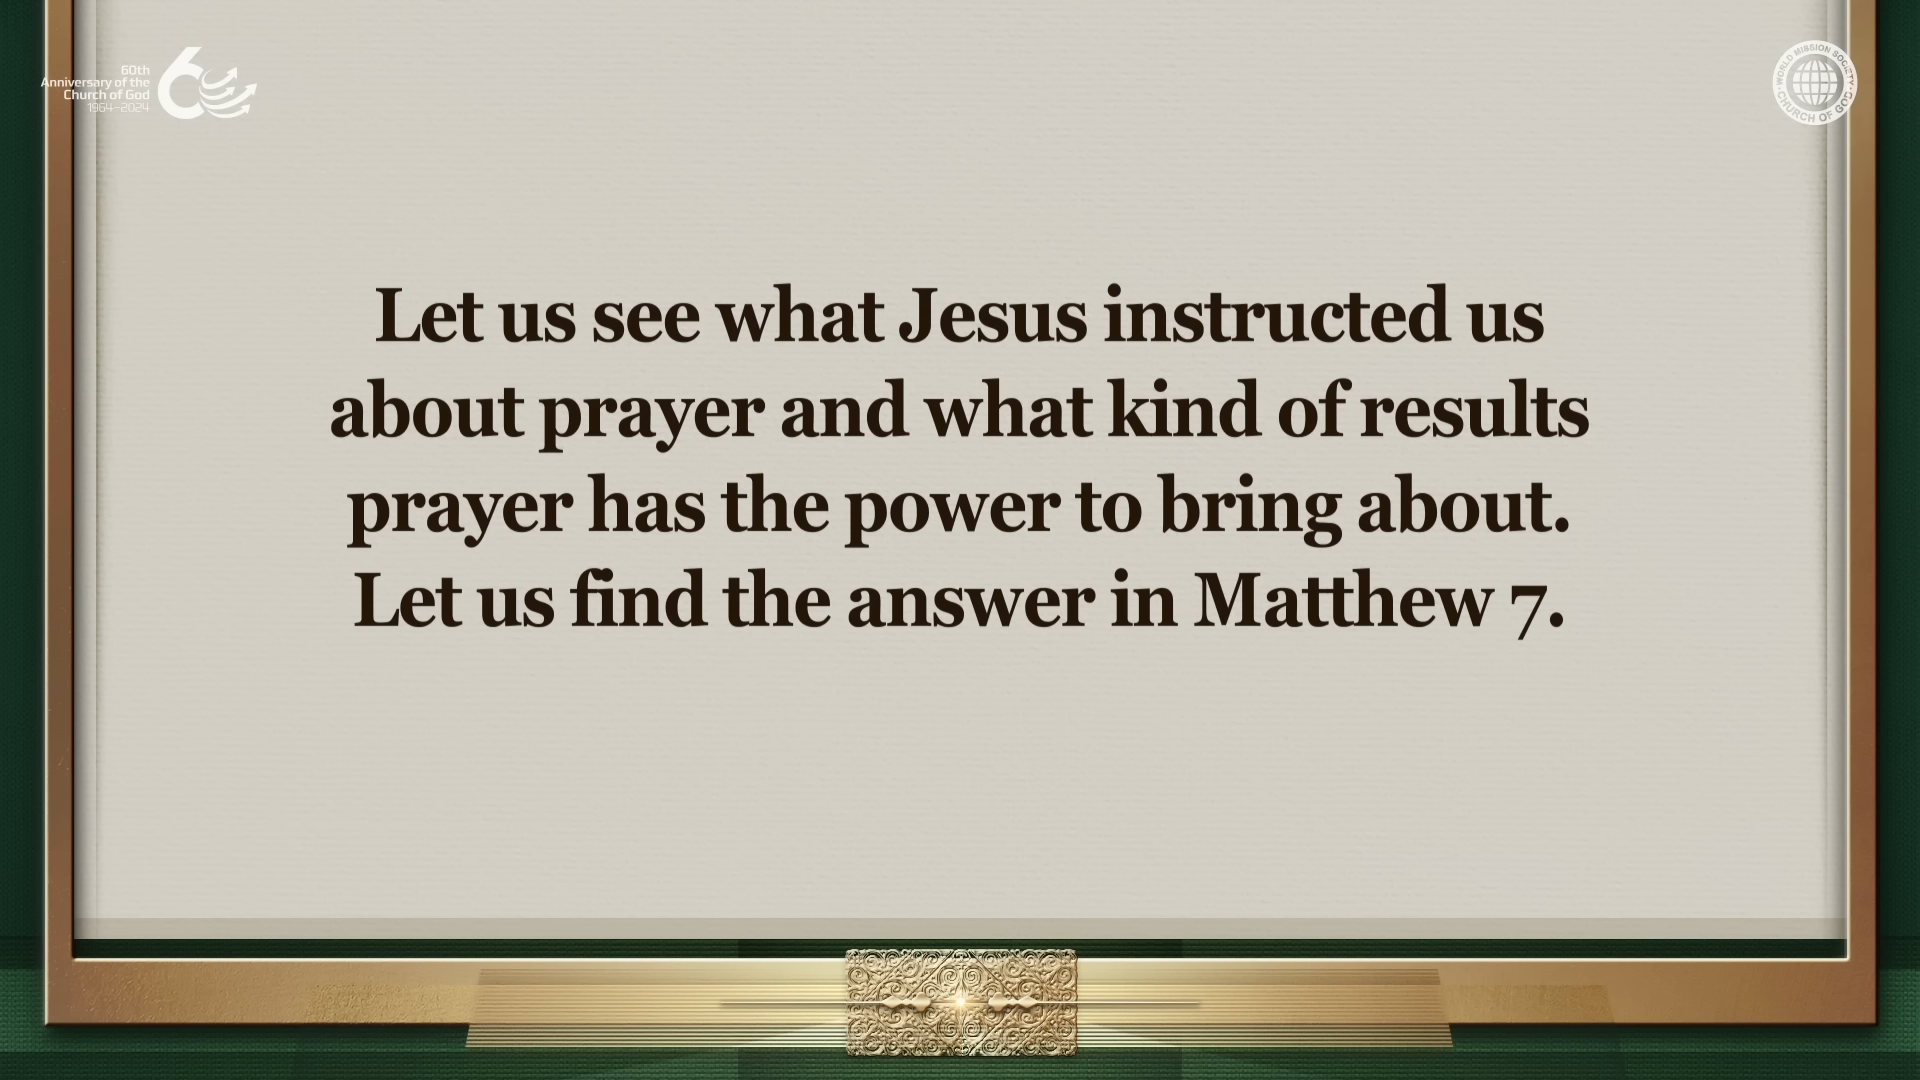 60th
Anniversary of the
Church of God
1964–2024
60
WORLD MISSION SOCIETY
CHURCH OF GOD
Let us see what Jesus instructed us
about prayer and what kind of results
prayer has the power to bring about.
Let us find the answer in Matthew 7.